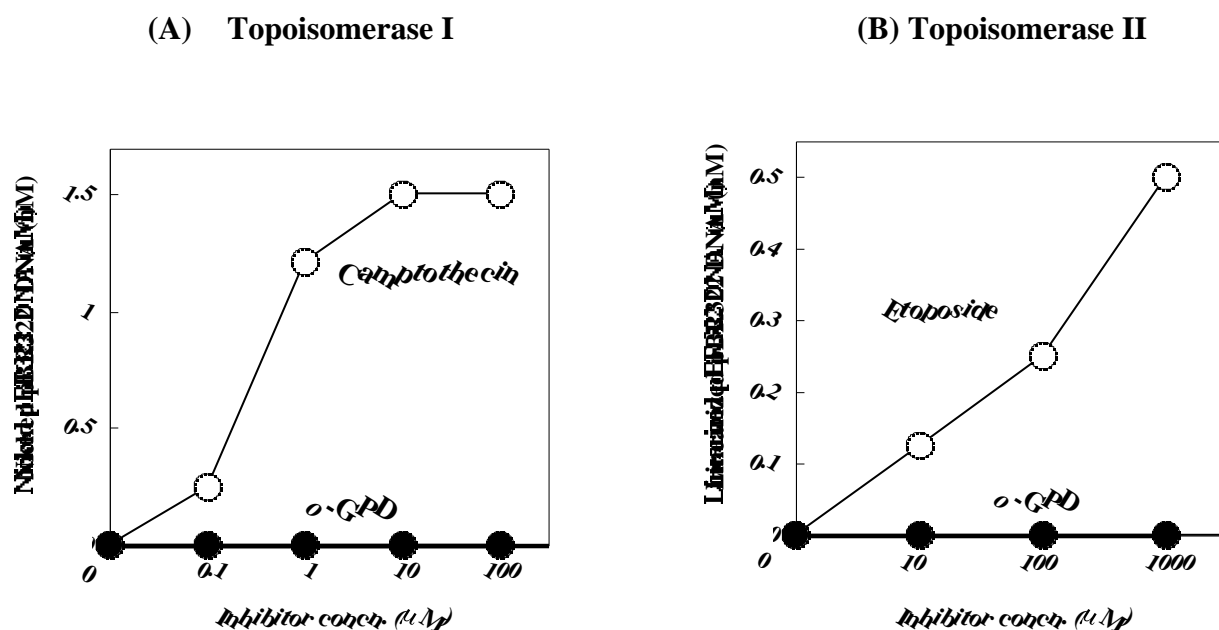 (A) Topoisomerase I
(B) Topoisomerase II
1.5
1
0.5
0
Camptothecin
o-GPD
0
0.1
1
10
100
Inhibitor concn. (μM)
0.5
0.4
0.3
0.2
0.1
0
Etoposide
o-GPD
0
10
100
1000
Inhibitor concn. (μM)